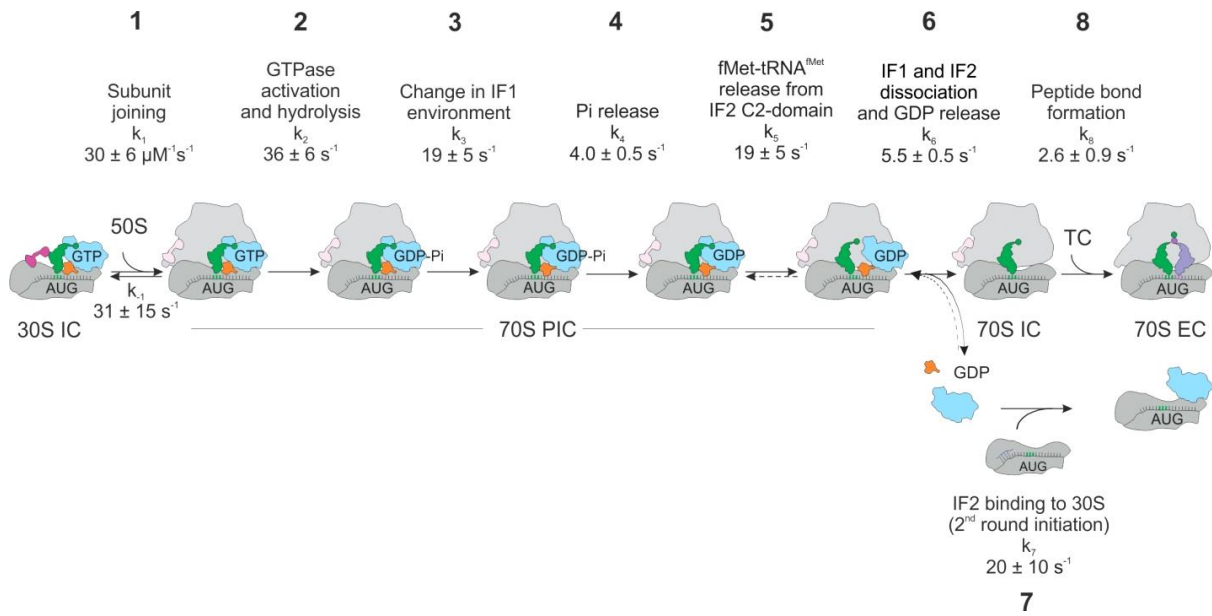 1
Subunit
joining
k₁
30 ± 6 µM⁻¹s⁻¹
2
GTPase
activation
and hydrolysis
k₂
36 ± 6 s⁻¹
3
Change in IF1
environment
k₃
19 ± 5 s⁻¹
4
Pi release
k₄
4.0 ± 0.5 s⁻¹
5
fMet-tRNA^fMet
release from
IF2 C2-domain
k₅
19 ± 5 s⁻¹
6
IF1 and IF2
dissociation
and GDP release
k₆
5.5 ± 0.5 s⁻¹
8
Peptide bond
formation
k₈
2.6 ± 0.9 s⁻¹
GTP
AUG
30S IC
50S
k₋₁
31 ± 15 s⁻¹
GTP
AUG
GDP-Pi
AUG
GDP-Pi
AUG
GDP
AUG
GDP
AUG
70S PIC
AUG
70S IC
TC
AUG
70S EC
GDP
AUG
AUG
IF2 binding to 30S
(2nd round initiation)
k₇
20 ± 10 s⁻¹
7